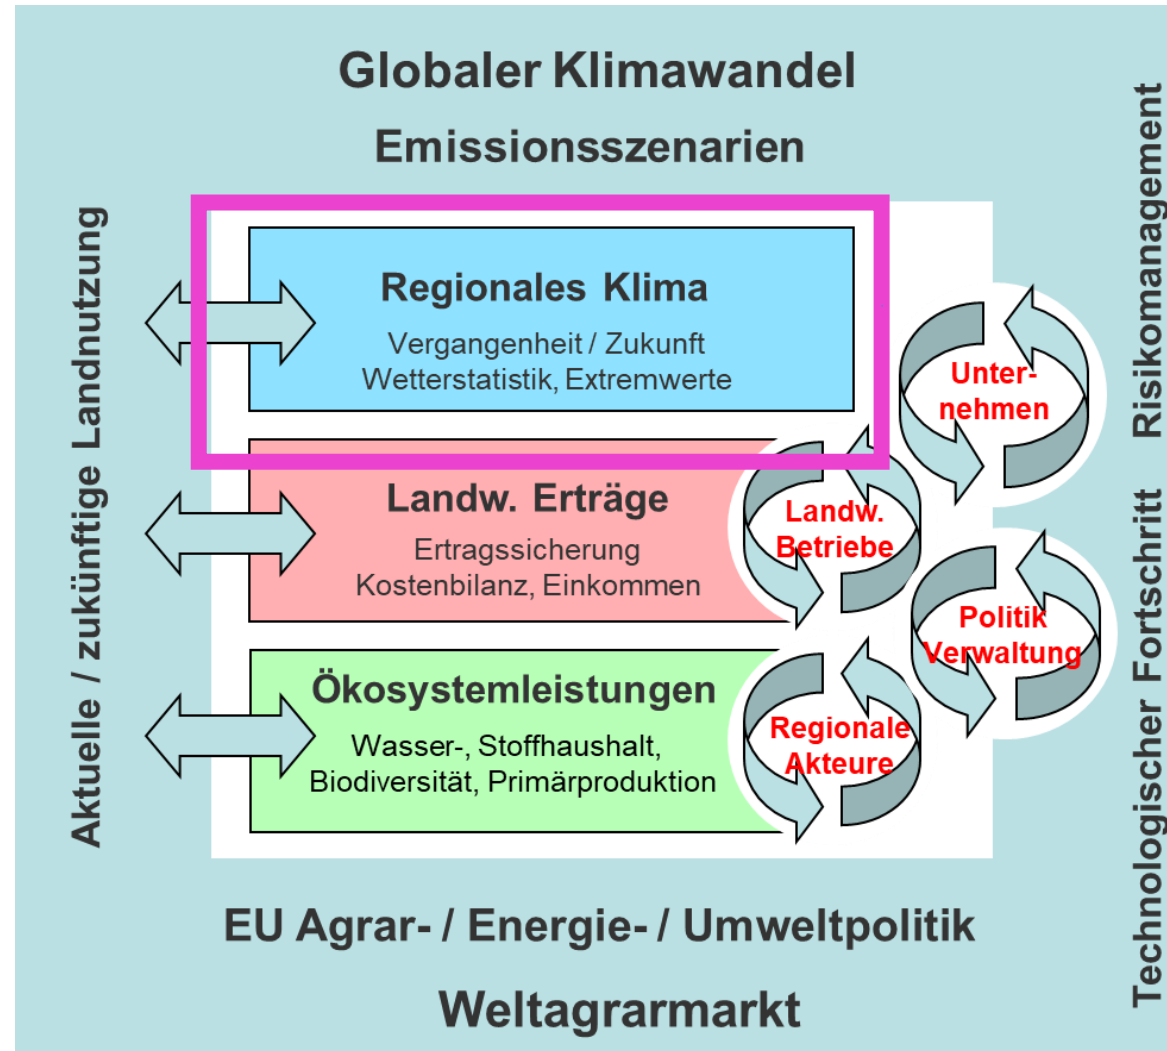 Globaler Klimawandel
Emissionsszenarien
Aktuelle / zukünftige Landnutzung
Regionales Klima
Vergangenheit / Zukunft
Wetterstatistik, Extremwerte
Landw. Erträge
Ertragssicherung
Kostenbilanz, Einkommen
Ökosystemleistungen
Wasser-, Stoffhaushalt,
Biodiversität, Primärproduktion
Unter-
nehmen
Landw.
Betriebe
Politik
Verwaltung
Regionale
Akteure
Technologischer Fortschritt Risikomanagement
EU Agrar- / Energie- / Umweltpolitik
Weltagrarmarkt